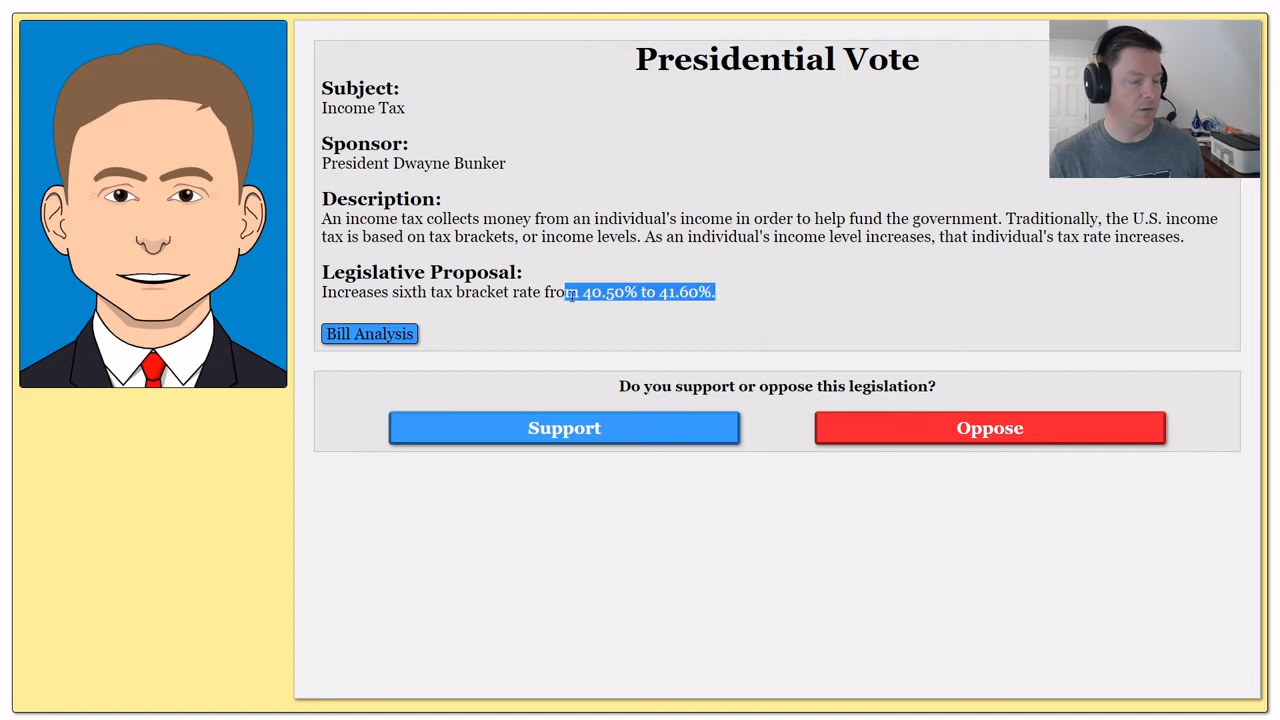 Presidential Vote
Subject:
Income Tax
Sponsor:
President Dwayne Bunker
Description:
An income tax collects money from an individual's income in order to help fund the government. Traditionally, the U.S. income
tax is based on tax brackets, or income levels. As an individual's income level increases, that individual's tax rate increases.
Legislative Proposal:
Increases sixth tax bracket rate from 40.50% to 41.60%.
Bill Analysis
Do you support or oppose this legislation?
Support
Oppose